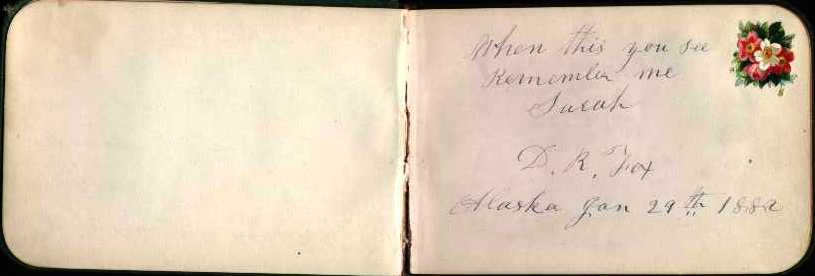 When this you see
Remember me
Sarah
D. R. Fox
Alaska Jan 29th 1882